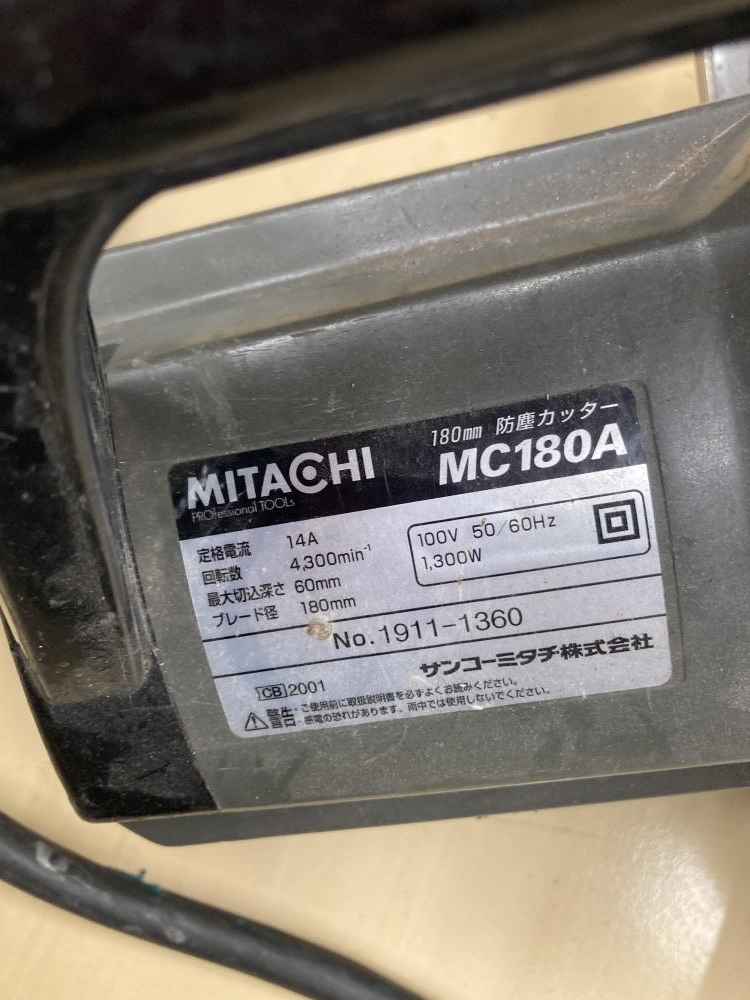 180mm 防塵カッター
MITACHI MC180A
PROfessional TOOLs
定格電流 14A
回転数 4,300min⁻¹
最大切込深さ 60mm
ブレード径 180mm
100V 50/60Hz
1,300W
No.1911-1360
サンコーミタチ株式会社
CB 2001
警告 ・ご使用前に取扱説明書を必ずよくお読みください。
・感電の恐れがあります。雨中では使用しないでください。